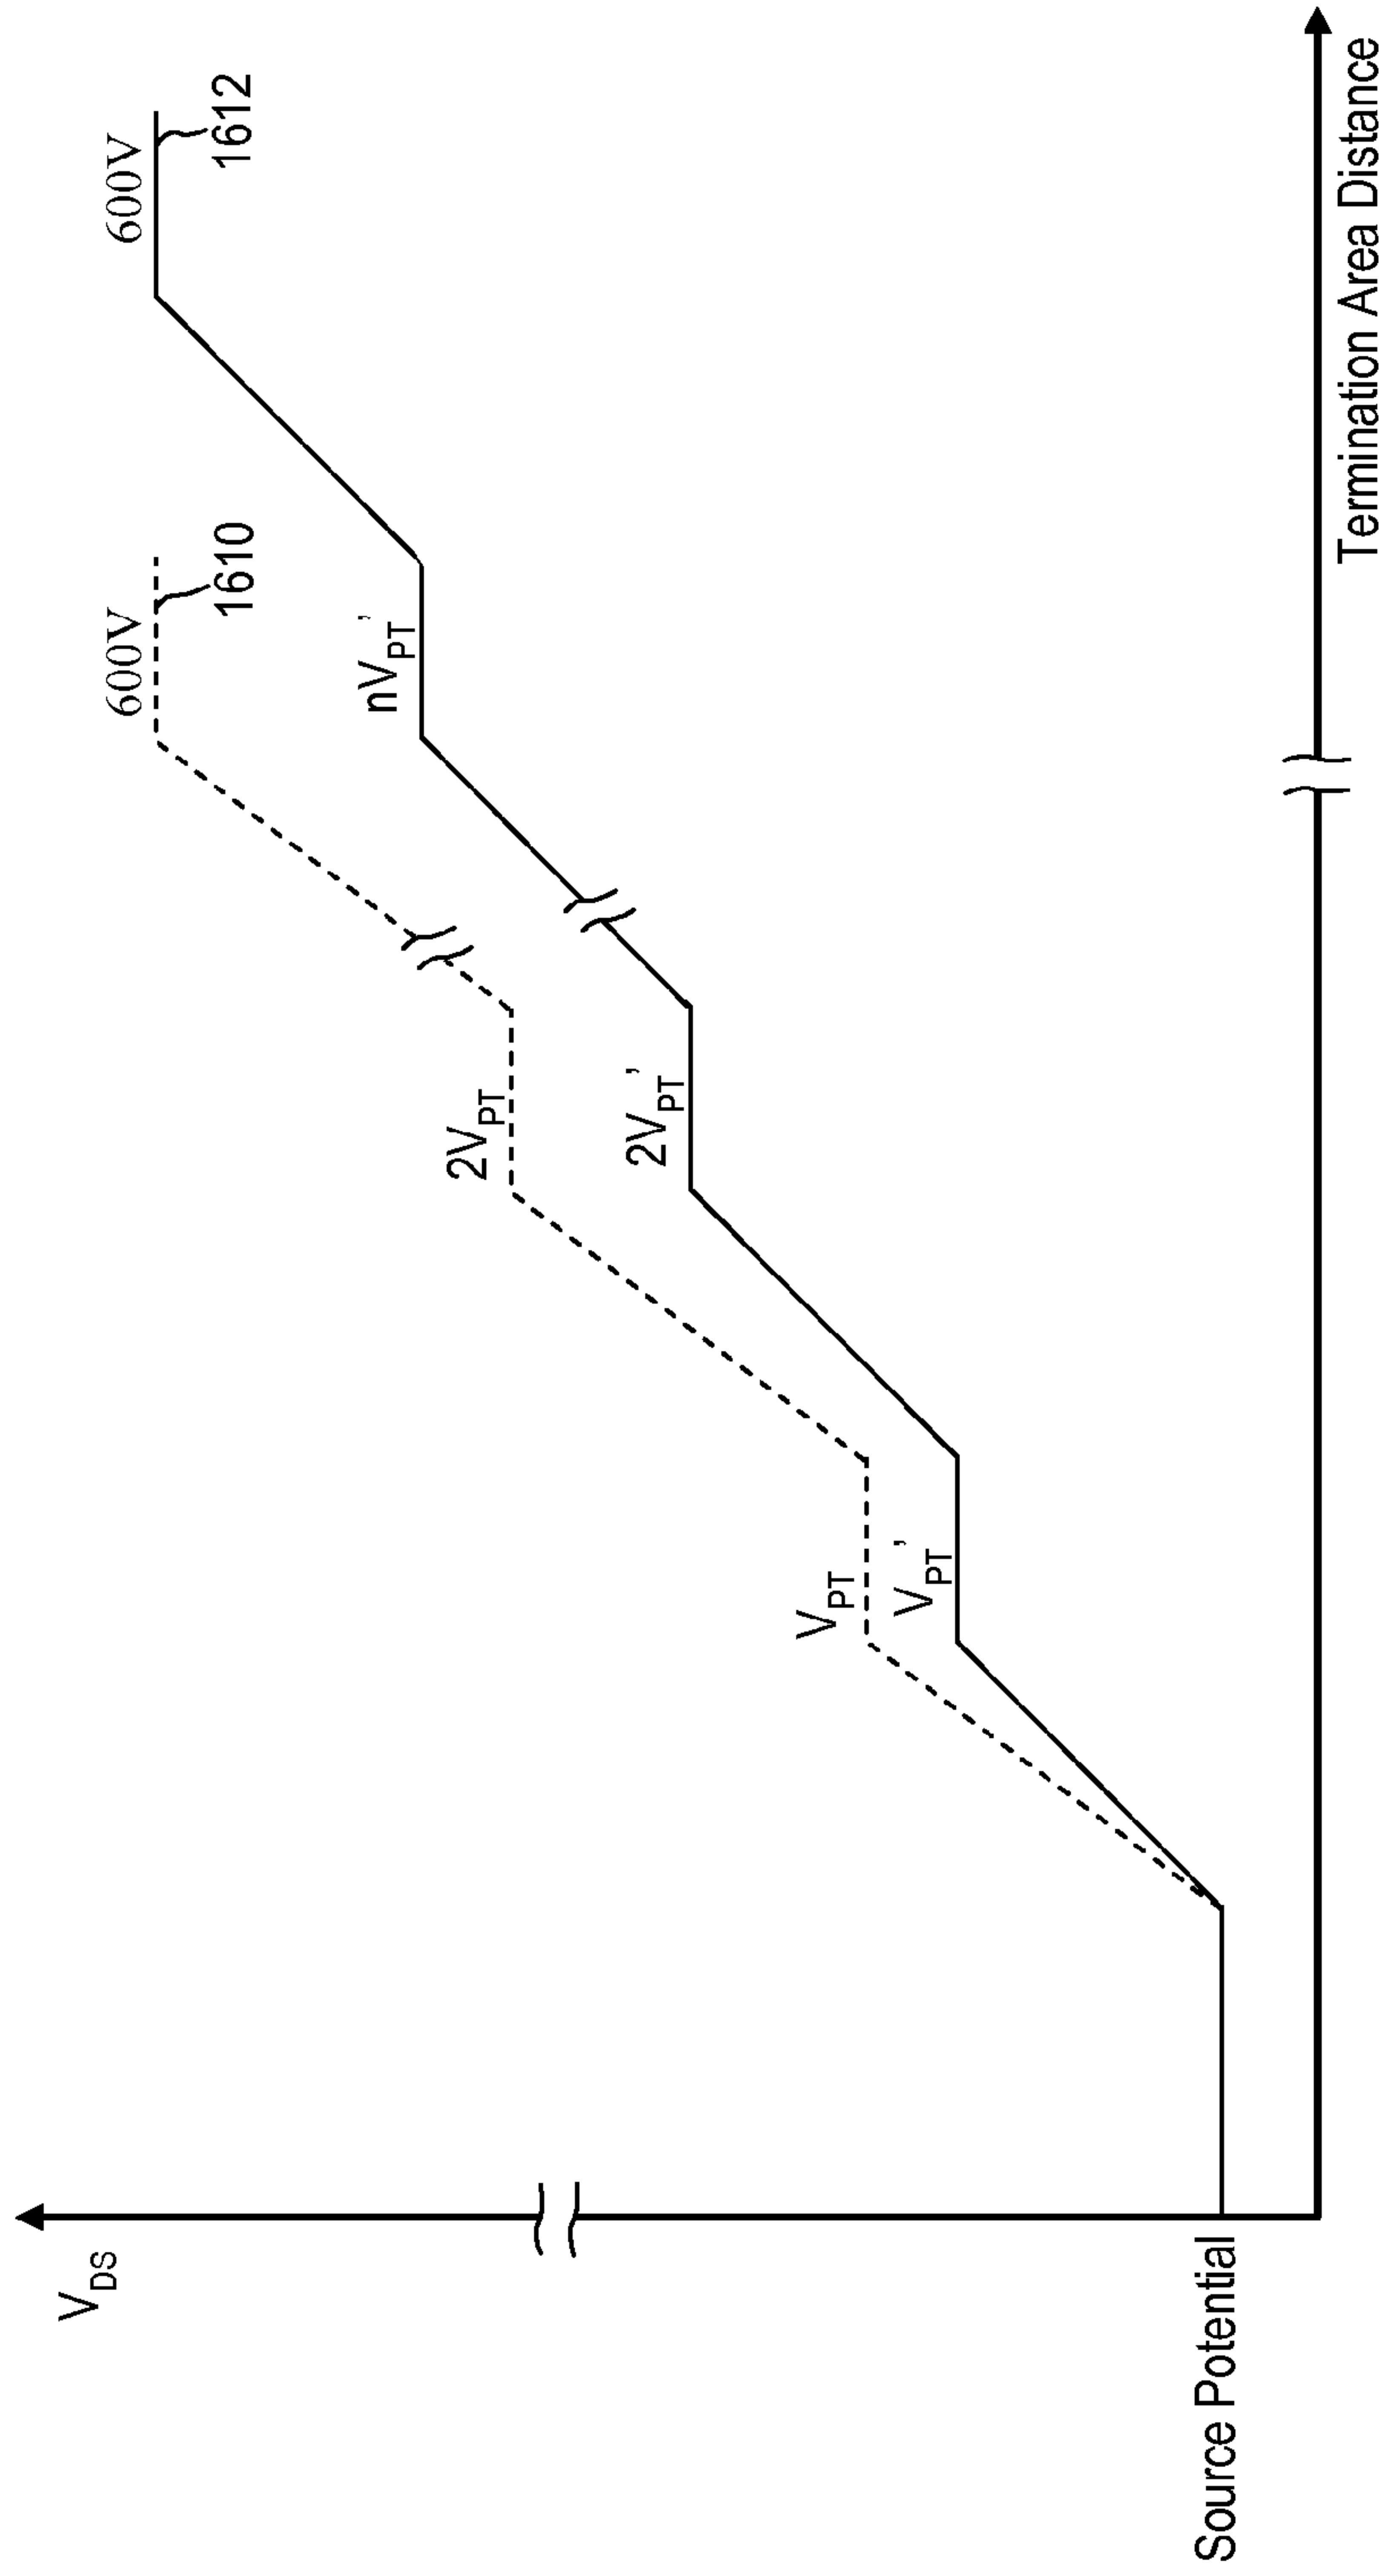 V_DS
600V
1610
600V
1612
nV_PT'
2V_PT
2V_PT'
V_PT
V_PT'
Source Potential
Termination Area Distance